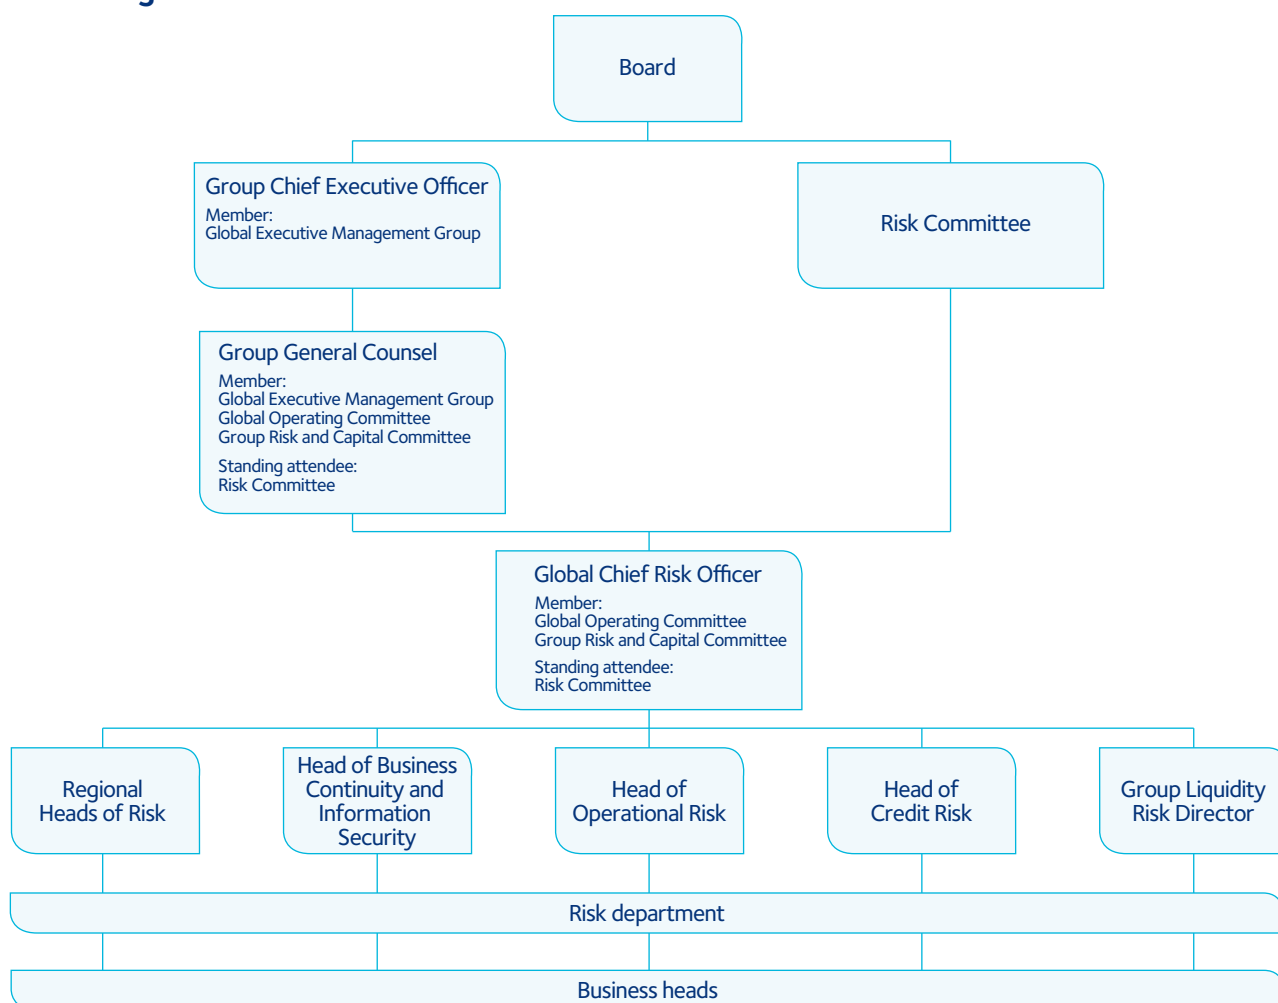 Board
Group Chief Executive Officer
Member:
Global Executive Management Group
Risk Committee
Group General Counsel
Member:
Global Executive Management Group
Global Operating Committee
Group Risk and Capital Committee
Standing attendee:
Risk Committee
Global Chief Risk Officer
Member:
Global Operating Committee
Group Risk and Capital Committee
Standing attendee:
Risk Committee
Regional
Heads of Risk
Head of Business
Continuity and
Information
Security
Head of
Operational Risk
Head of
Credit Risk
Group Liquidity
Risk Director
Risk department
Business heads